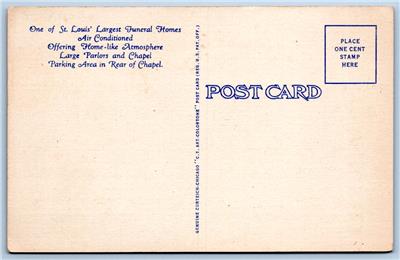 One of St. Louis' Largest Funeral Homes
Air Conditioned
Offering Home-like Atmosphere
Large Parlors and Chapel
Parking Area in Rear of Chapel.
GENUINE CURTEICH-CHICAGO "C.T. ART-COLORTONE" POST CARD (REG. U.S. PAT. OFF.)
POST CARD
PLACE
ONE CENT
STAMP
HERE